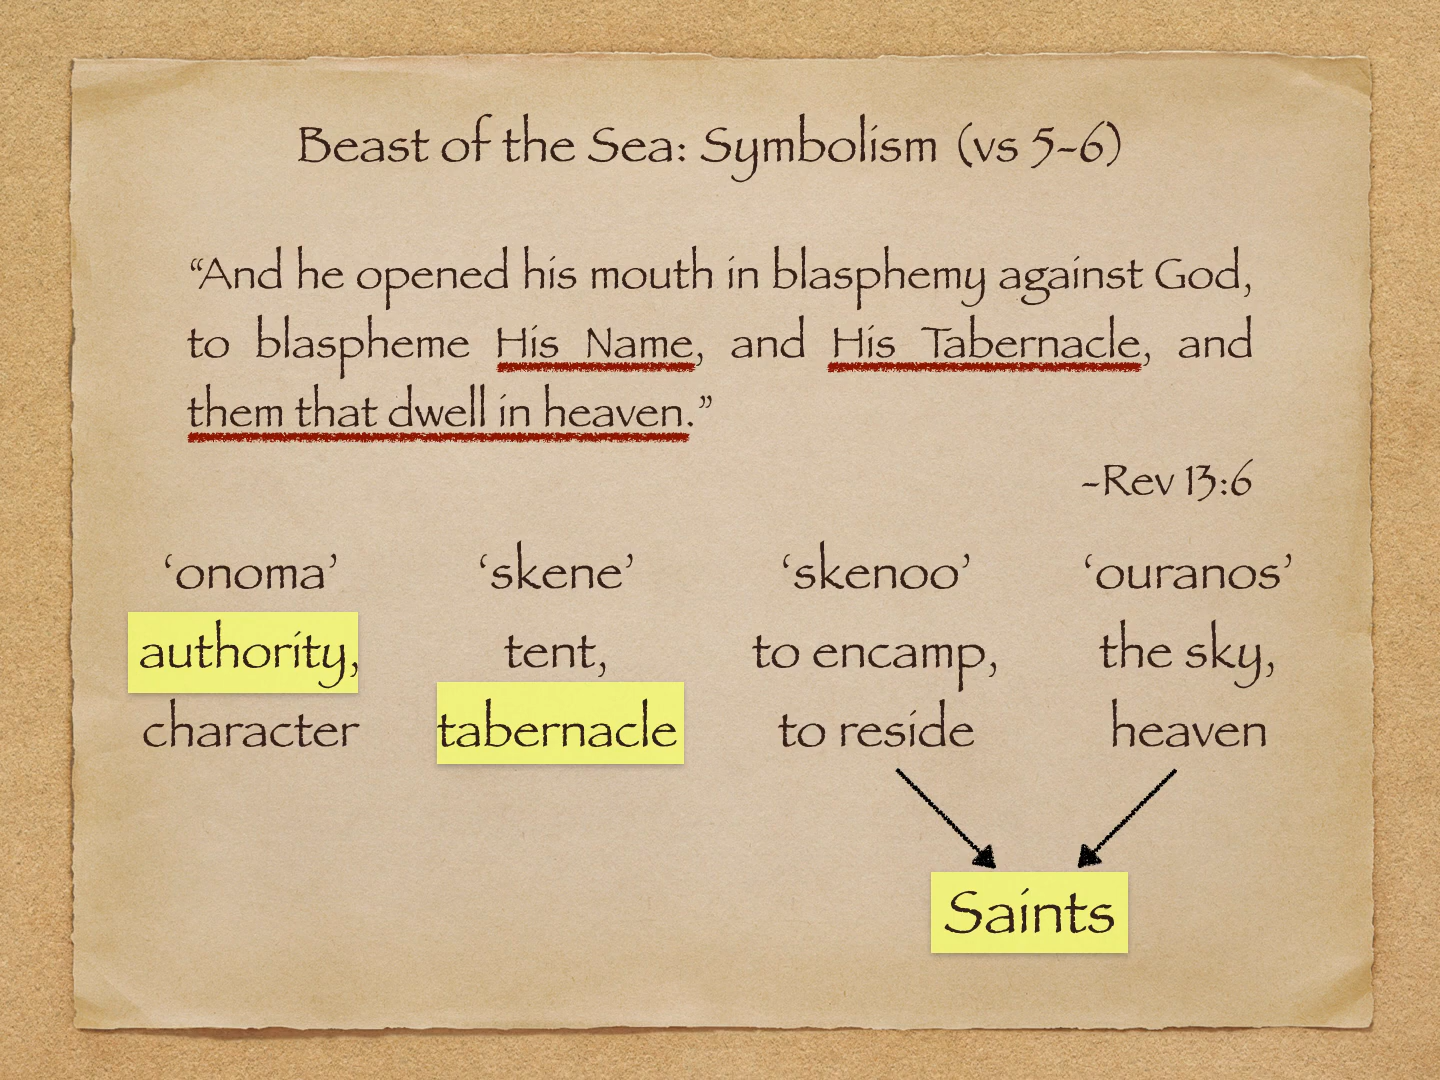 Beast of the Sea: Symbolism (vs 5-6)
“And he opened his mouth in blasphemy against God,
to blaspheme His Name, and His Tabernacle, and
them that dwell in heaven.”
-Rev 13:6
‘onoma’ ‘skene’ ‘skenoo’ ‘ouranos’
authority, tent, to encamp, the sky,
character tabernacle to reside heaven
Saints